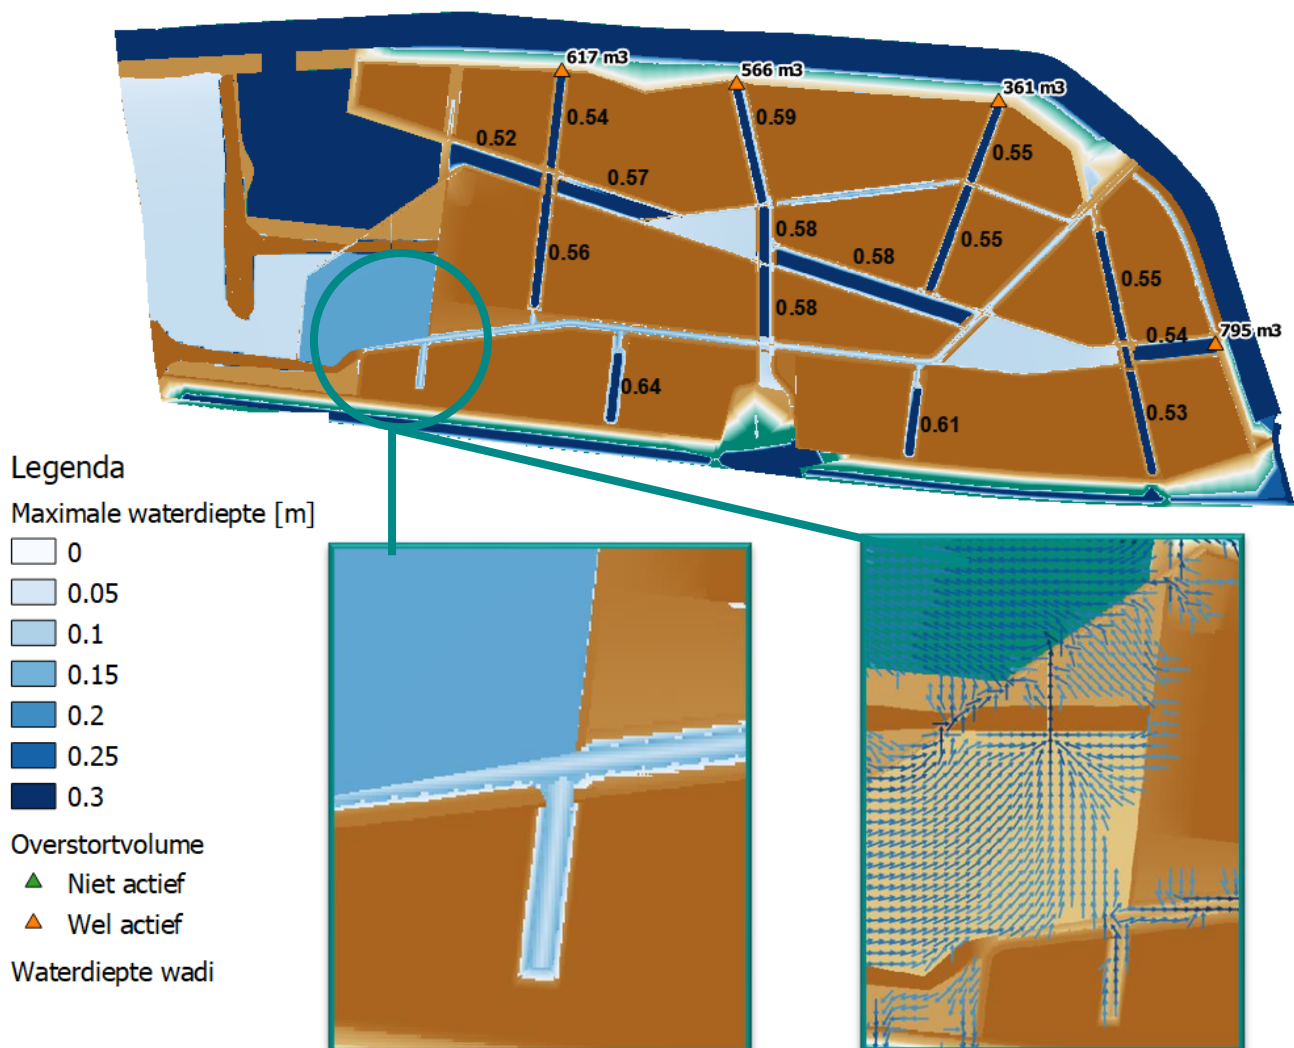 617 m3
566 m3
361 m3
0.54
0.59
0.52
0.55
0.57
0.58
0.55
0.56
0.58
0.55
0.58
0.54
795 m3
0.64
0.61
0.53
Legenda
Maximale waterdiepte [m]
0
0.05
0.1
0.15
0.2
0.25
0.3
Overstortvolume
Niet actief
Wel actief
Waterdiepte wadi